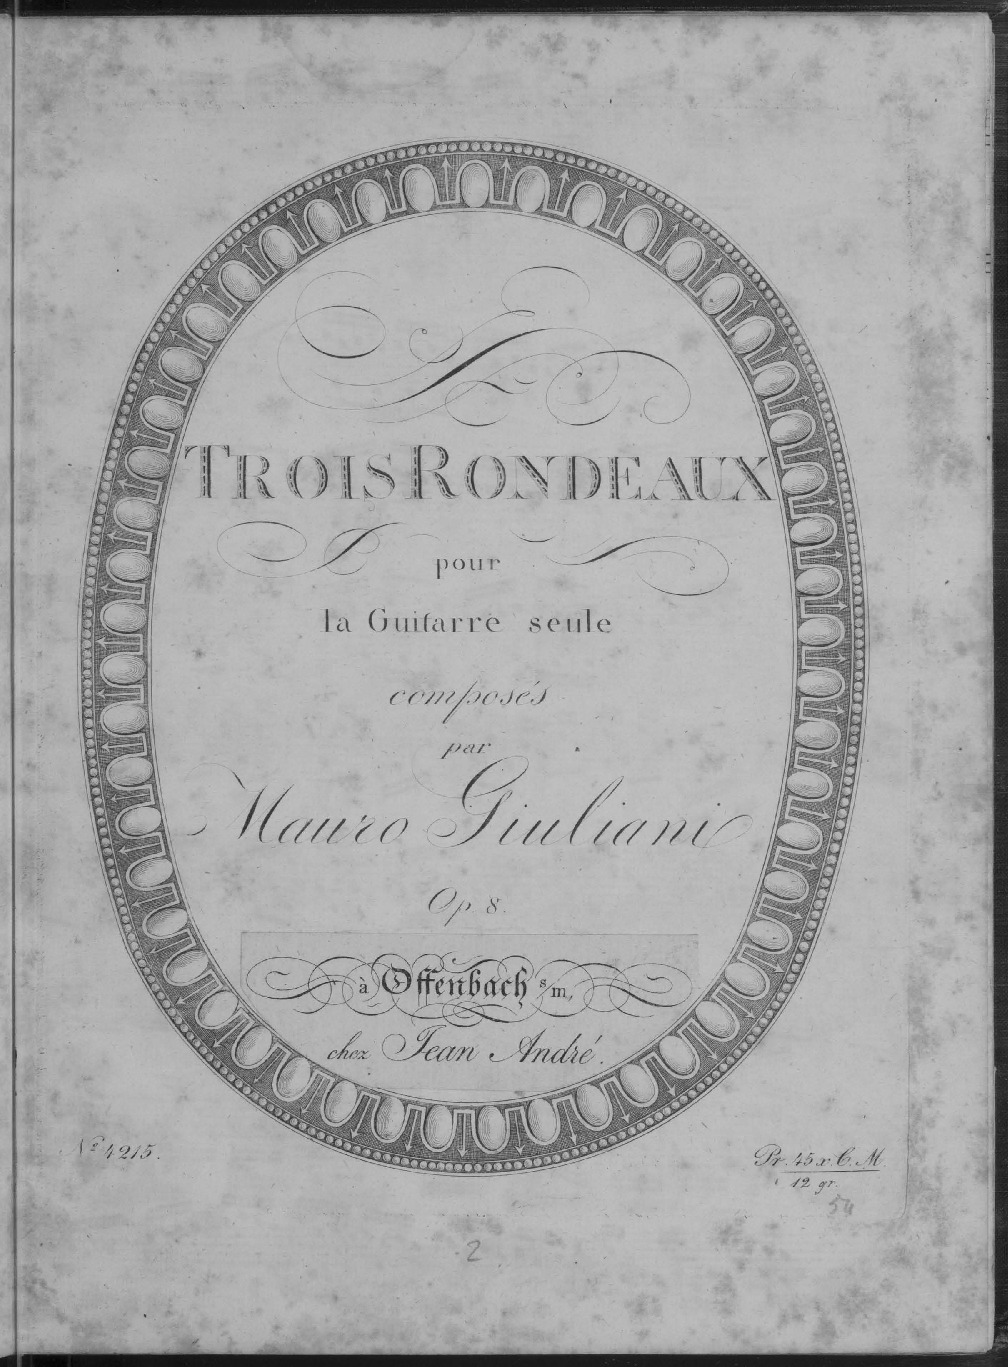 TROIS RONDEAUX
pour
la Guitarre seule
composés
par
Mauro Giuliani
Op 8.
à Offenbach s/m,
chez Jean André.
Nº 4215.
Pr. 45 x. C. M.
12 gr.
54
2